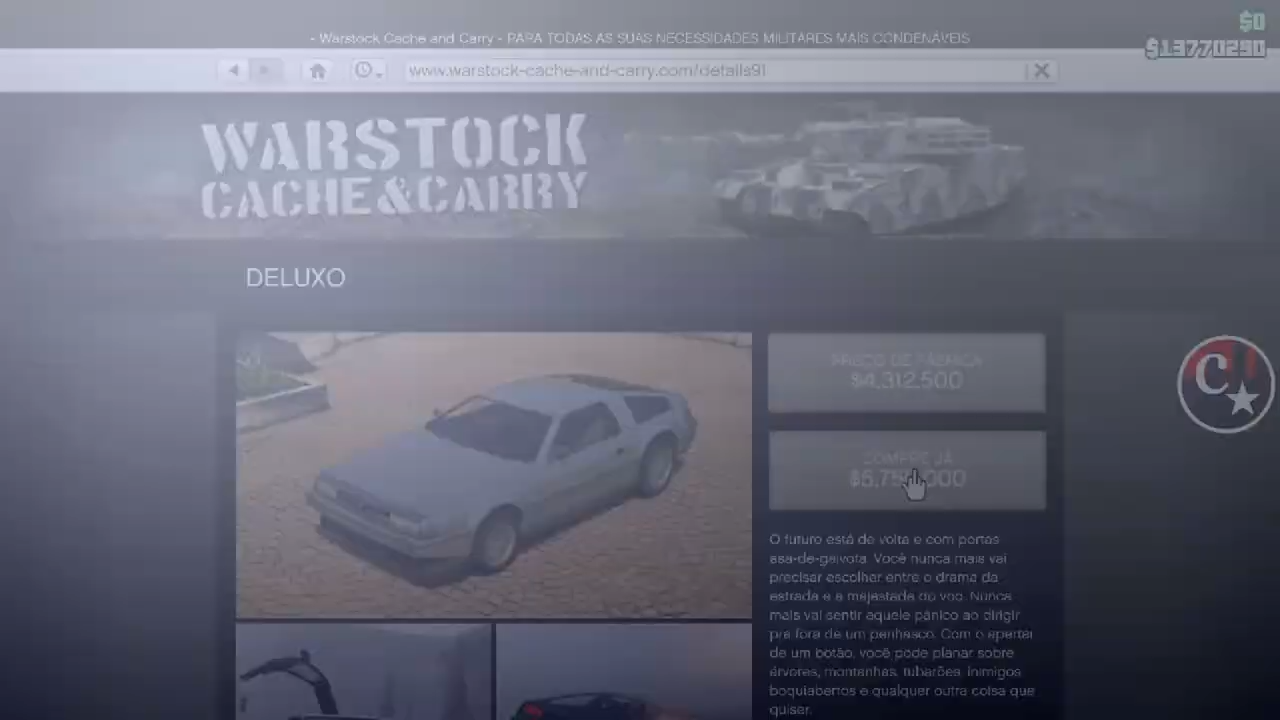 $0
$13770290
- Warstock Cache and Carry - PARA TODAS AS SUAS NECESSIDADES MILITARES MAIS CONDENÁVEIS
www.warstock-cache-and-carry.com/details91
WARSTOCK
CACHE&CARRY
DELUXO
PREÇO DE FÁBRICA
$4,312,500
COMPRE JÁ
C
O futuro está de volta e com portas
asa-de-gaivota. Você nunca mais vai
precisar escolher entre o drama da
estrada e a majestade do voo. Nunca
mais vai sentir aquele pânico ao dirigir
pra fora de um penhasco. Com o apertar
de um botão, você pode planar sobre
árvores, montanhas, tubarões, inimigos
boquiabertos e qualquer outra coisa que
quiser.